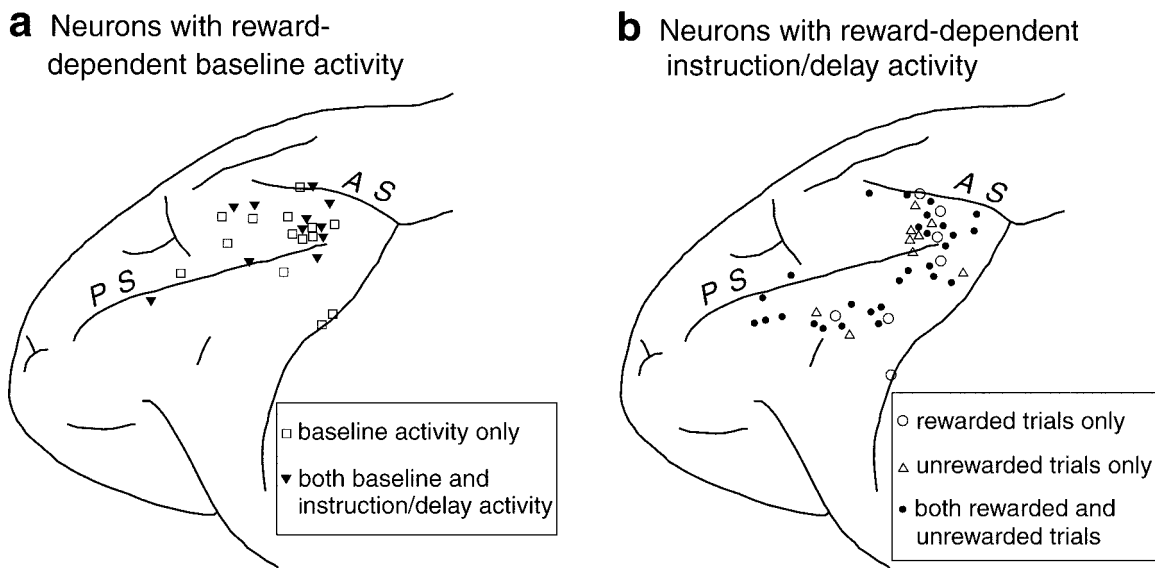 a Neurons with reward-
dependent baseline activity
A S
P S
□ baseline activity only
▼ both baseline and
instruction/delay activity
b Neurons with reward-dependent
instruction/delay activity
A S
P S
○ rewarded trials only
△ unrewarded trials only
● both rewarded and
unrewarded trials